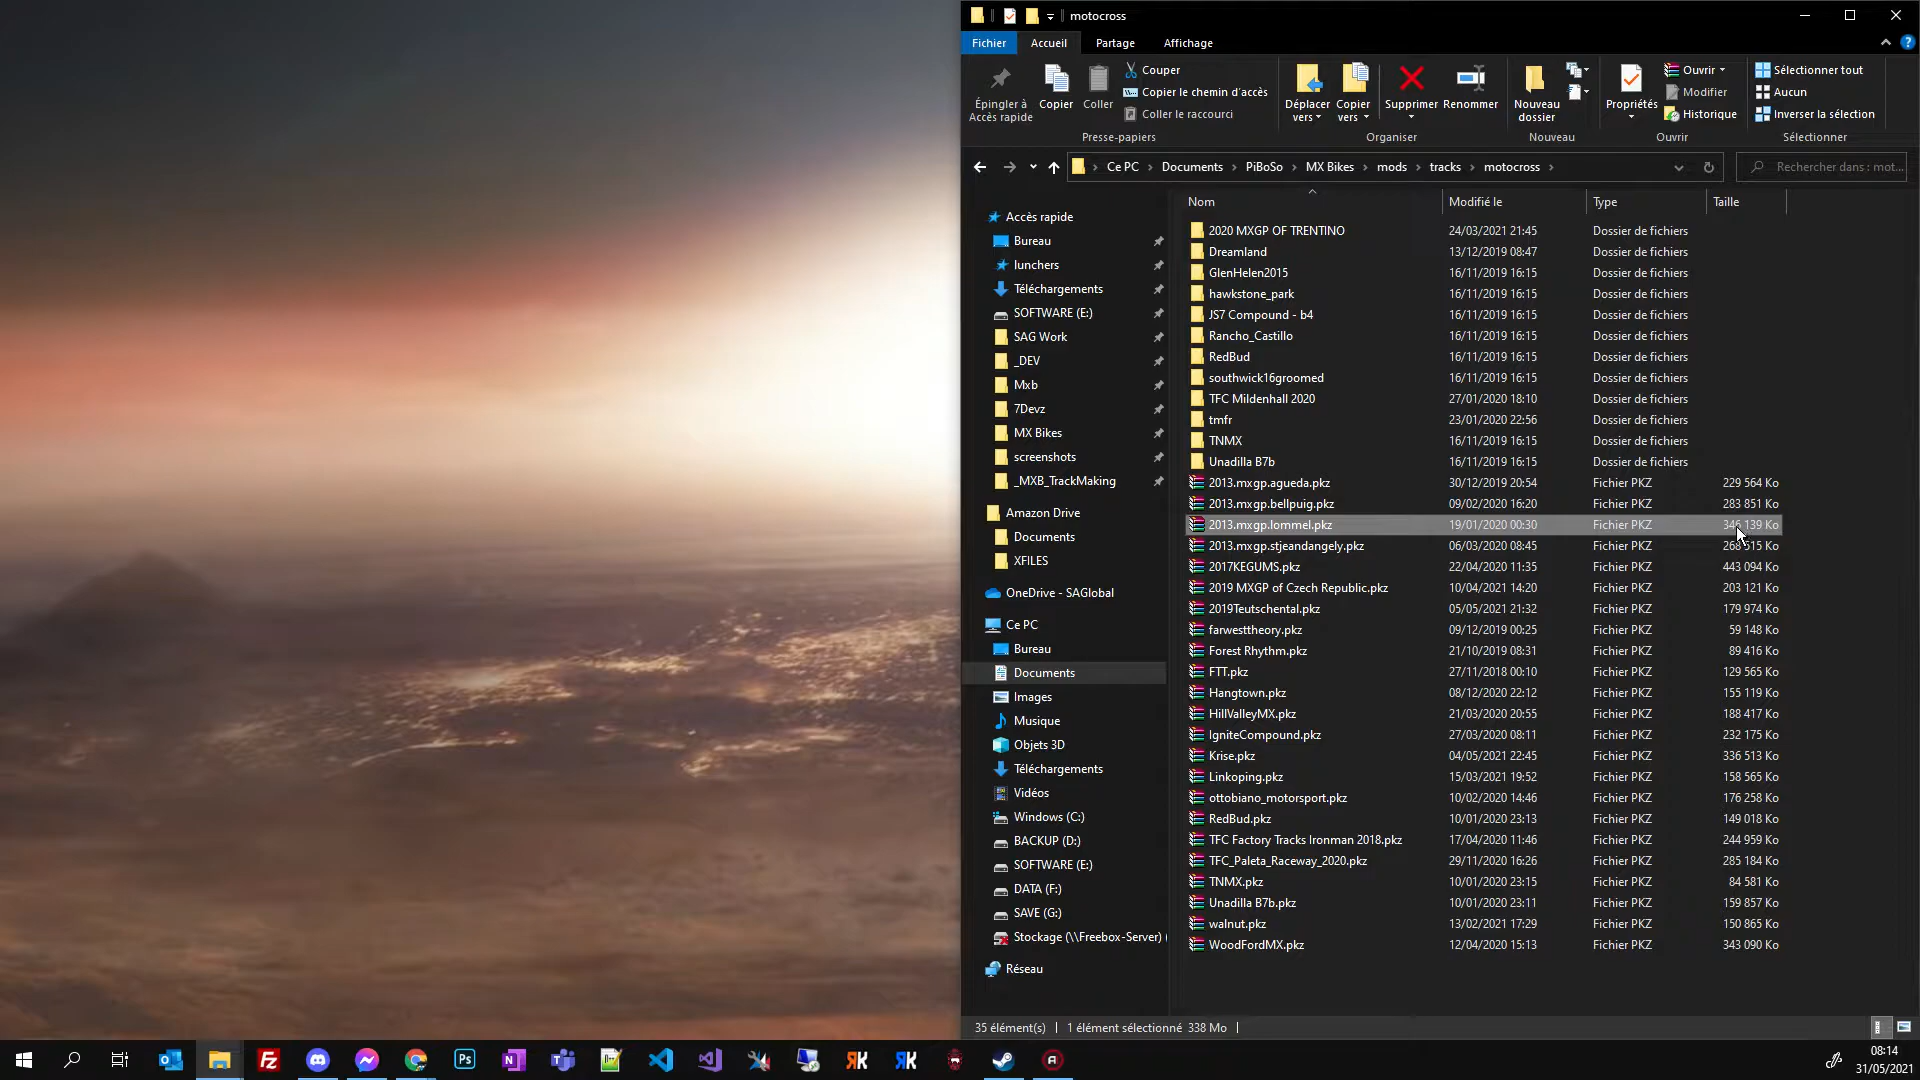 motocross
Fichier
Accueil
Partage
Affichage
Épingler à
Accès rapide
Copier
Coller
Couper
Copier le chemin d'accès
Coller le raccourci
Presse-papiers
Déplacer
vers
Copier
vers
Supprimer
Renommer
Organiser
Nouveau
dossier
Nouveau
Propriétés
Ouvrir
Modifier
Historique
Ouvrir
Sélectionner tout
Aucun
Inverser la sélection
Sélectionner
Ce PC > Documents > PiBoSo > MX Bikes > mods > tracks > motocross >
Rechercher dans : mot...
Accès rapide
Bureau
lunchers
Téléchargements
SOFTWARE (E:)
SAG Work
_DEV
Mxb
7Devz
MX Bikes
screenshots
_MXB_TrackMaking
Amazon Drive
Documents
XFILES
OneDrive - SAGlobal
Ce PC
Bureau
Documents
Images
Musique
Objets 3D
Téléchargements
Vidéos
Windows (C:)
BACKUP (D:)
SOFTWARE (E:)
DATA (F:)
SAVE (G:)
Stockage (\\Freebox-Server) (
Réseau
Nom Modifié le Type Taille
2020 MXGP OF TRENTINO 24/03/2021 21:45 Dossier de fichiers
Dreamland 13/12/2019 08:47 Dossier de fichiers
GlenHelen2015 16/11/2019 16:15 Dossier de fichiers
hawkstone_park 16/11/2019 16:15 Dossier de fichiers
JS7 Compound - b4 16/11/2019 16:15 Dossier de fichiers
Rancho_Castillo 16/11/2019 16:15 Dossier de fichiers
RedBud 16/11/2019 16:15 Dossier de fichiers
southwick16groomed 16/11/2019 16:15 Dossier de fichiers
TFC Mildenhall 2020 27/01/2020 18:10 Dossier de fichiers
tmfr 23/01/2020 22:56 Dossier de fichiers
TNMX 16/11/2019 16:15 Dossier de fichiers
Unadilla B7b 16/11/2019 16:15 Dossier de fichiers
2013.mxgp.agueda.pkz 30/12/2019 20:54 Fichier PKZ 229 564 Ko
2013.mxgp.bellpuig.pkz 09/02/2020 16:20 Fichier PKZ 283 851 Ko
2013.mxgp.lommel.pkz 19/01/2020 00:30 Fichier PKZ 346 139 Ko
2013.mxgp.stjeandangely.pkz 06/03/2020 08:45 Fichier PKZ 268 515 Ko
2017KEGUMS.pkz 22/04/2020 11:35 Fichier PKZ 443 094 Ko
2019 MXGP of Czech Republic.pkz 10/04/2021 14:20 Fichier PKZ 203 121 Ko
2019Teutschental.pkz 05/05/2021 21:32 Fichier PKZ 179 974 Ko
farwesttheory.pkz 09/12/2019 00:25 Fichier PKZ 59 148 Ko
Forest Rhythm.pkz 21/10/2019 08:31 Fichier PKZ 89 416 Ko
FTT.pkz 27/11/2018 00:10 Fichier PKZ 129 565 Ko
Hangtown.pkz 08/12/2020 22:12 Fichier PKZ 155 119 Ko
HillValleyMX.pkz 21/03/2020 20:55 Fichier PKZ 188 417 Ko
IgniteCompound.pkz 27/03/2020 08:11 Fichier PKZ 232 175 Ko
Krise.pkz 04/05/2021 22:45 Fichier PKZ 336 513 Ko
Linkoping.pkz 15/03/2021 19:52 Fichier PKZ 158 565 Ko
ottobiano_motorsport.pkz 10/02/2020 14:46 Fichier PKZ 176 258 Ko
RedBud.pkz 10/01/2020 23:13 Fichier PKZ 149 018 Ko
TFC Factory Tracks Ironman 2018.pkz 17/04/2020 11:46 Fichier PKZ 244 959 Ko
TFC_Paleta_Raceway_2020.pkz 29/11/2020 16:26 Fichier PKZ 285 184 Ko
TNMX.pkz 10/01/2020 23:15 Fichier PKZ 84 581 Ko
Unadilla B7b.pkz 10/01/2020 23:11 Fichier PKZ 159 857 Ko
walnut.pkz 13/02/2021 17:29 Fichier PKZ 150 865 Ko
WoodFordMX.pkz 12/04/2020 15:13 Fichier PKZ 343 090 Ko
35 élément(s) 1 élément sélectionné 338 Mo
08:14
31/05/2021